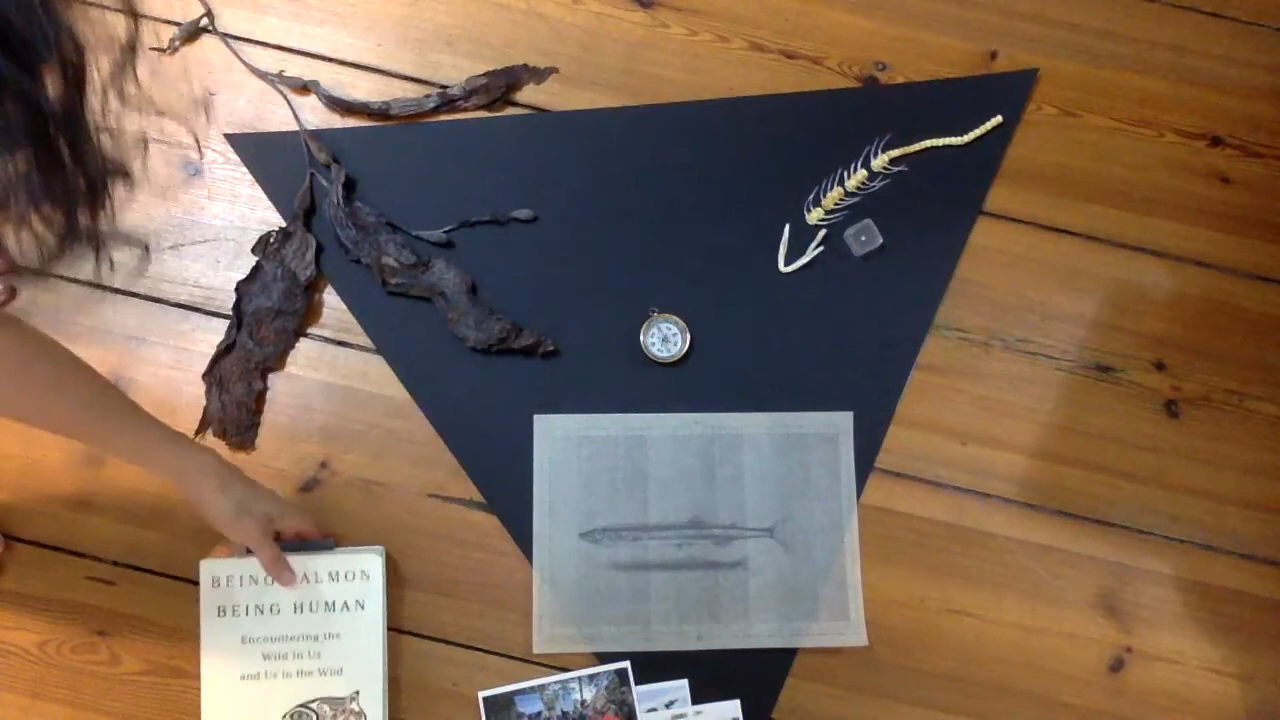 BEING SALMON
BEING HUMAN
Encountering the
Wild in Us
and Us in the Wild